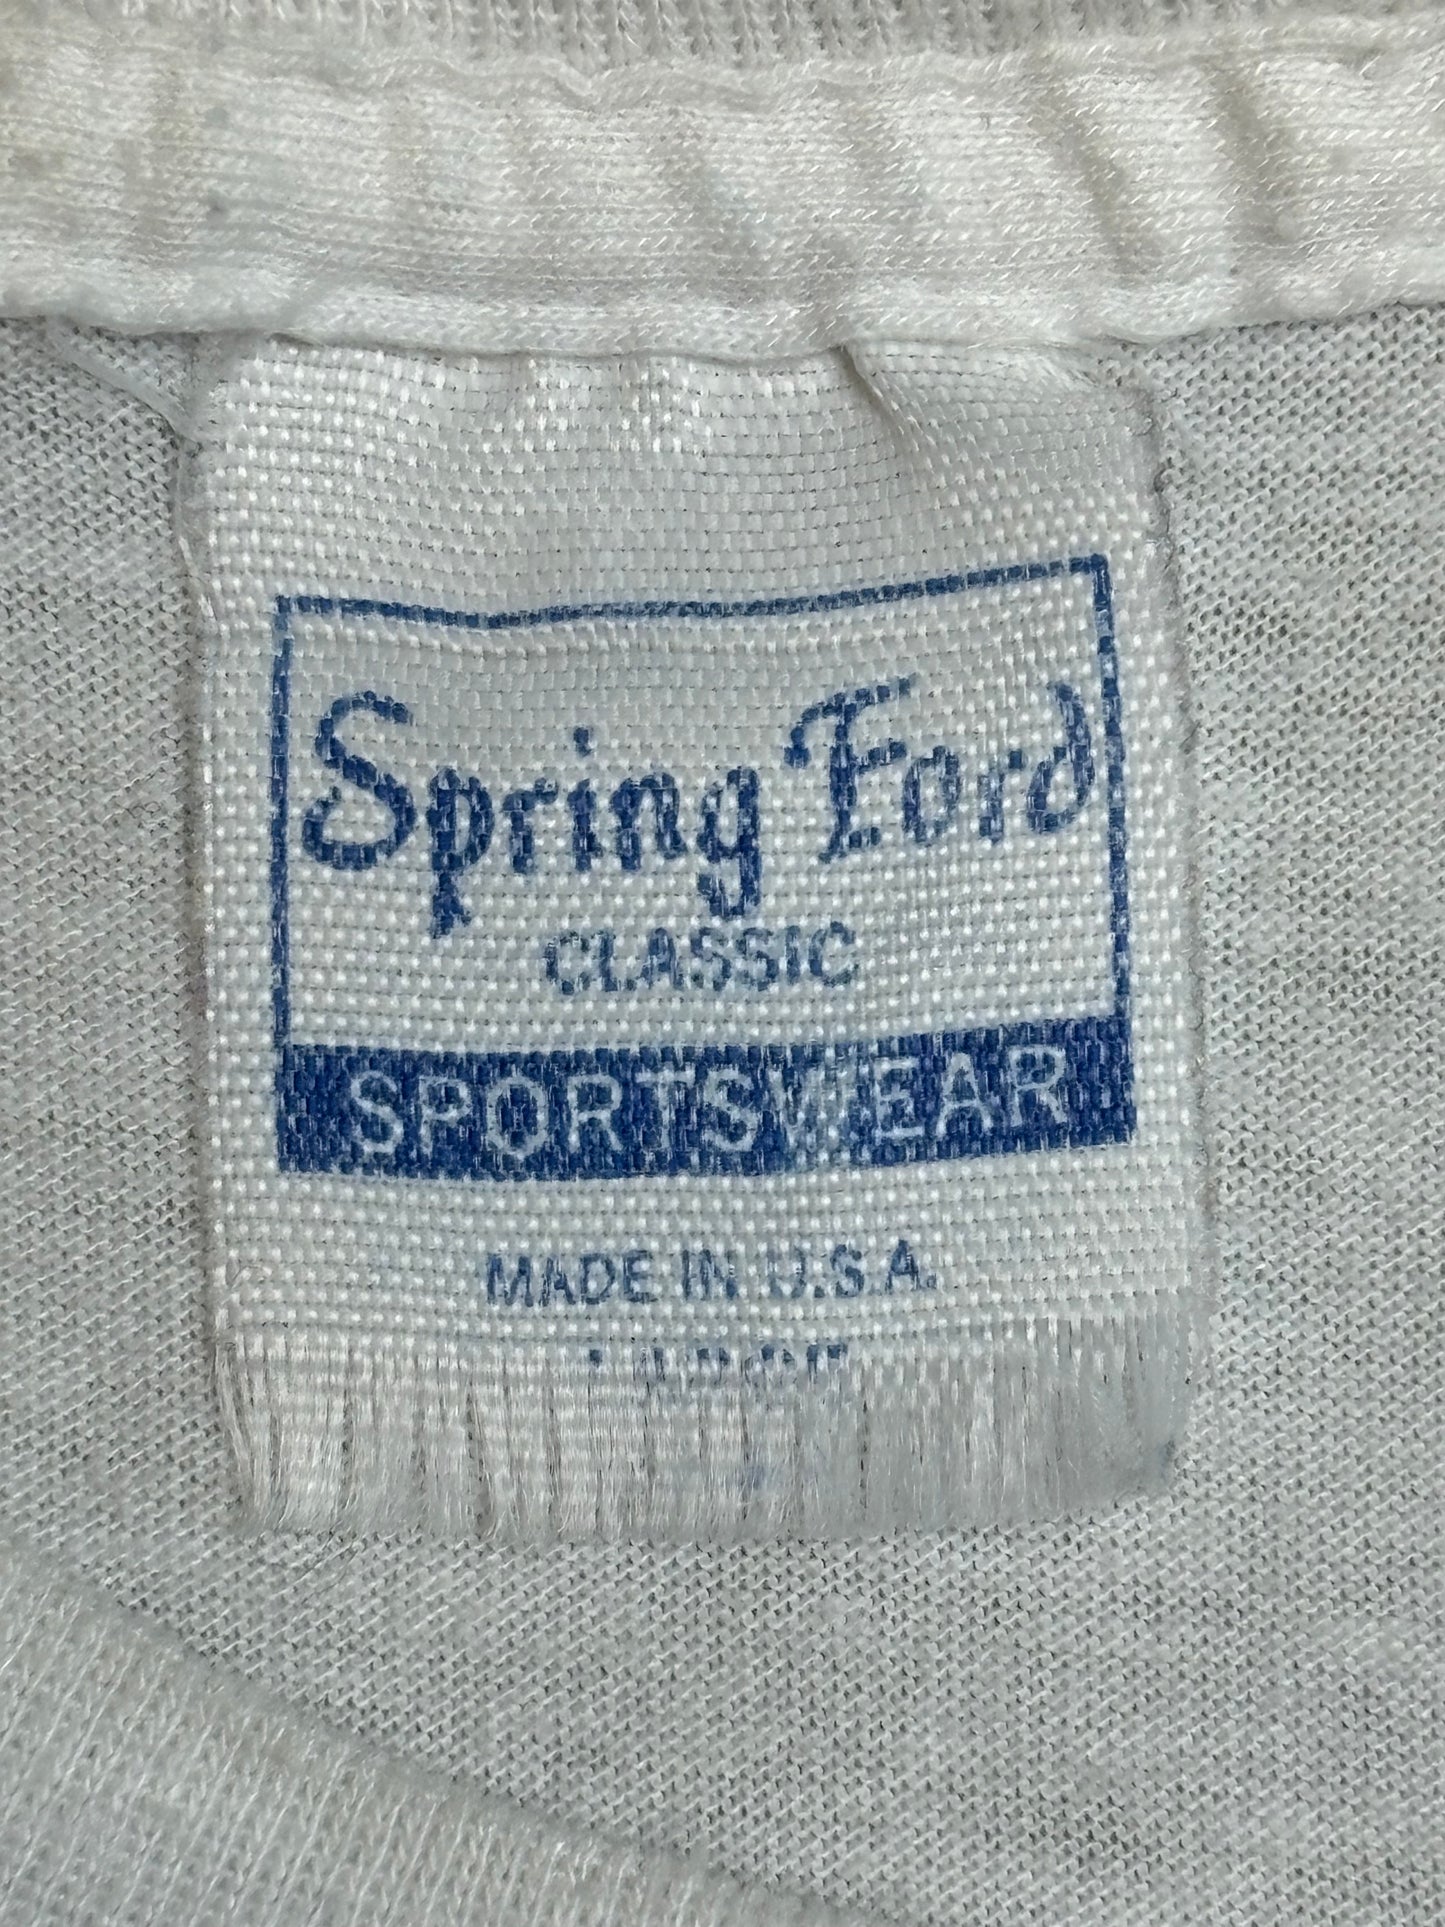 Spring Ford
CLASSIC
SPORTSWEAR
MADE IN U.S.A.